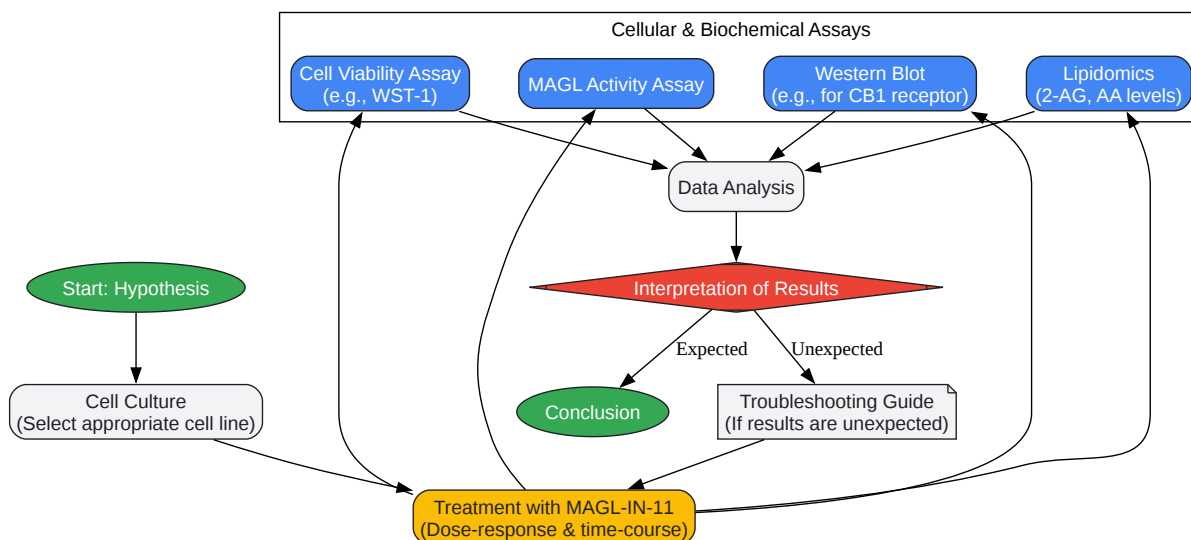 Cellular & Biochemical Assays
Cell Viability Assay
(e.g., WST-1)
MAGL Activity Assay
Western Blot
(e.g., for CB1 receptor)
Lipidomics
(2-AG, AA levels)
Data Analysis
Start: Hypothesis
Interpretation of Results
Expected
Unexpected
Cell Culture
(Select appropriate cell line)
Conclusion
Troubleshooting Guide
(If results are unexpected)
Treatment with MAGL-IN-11
(Dose-response & time-course)